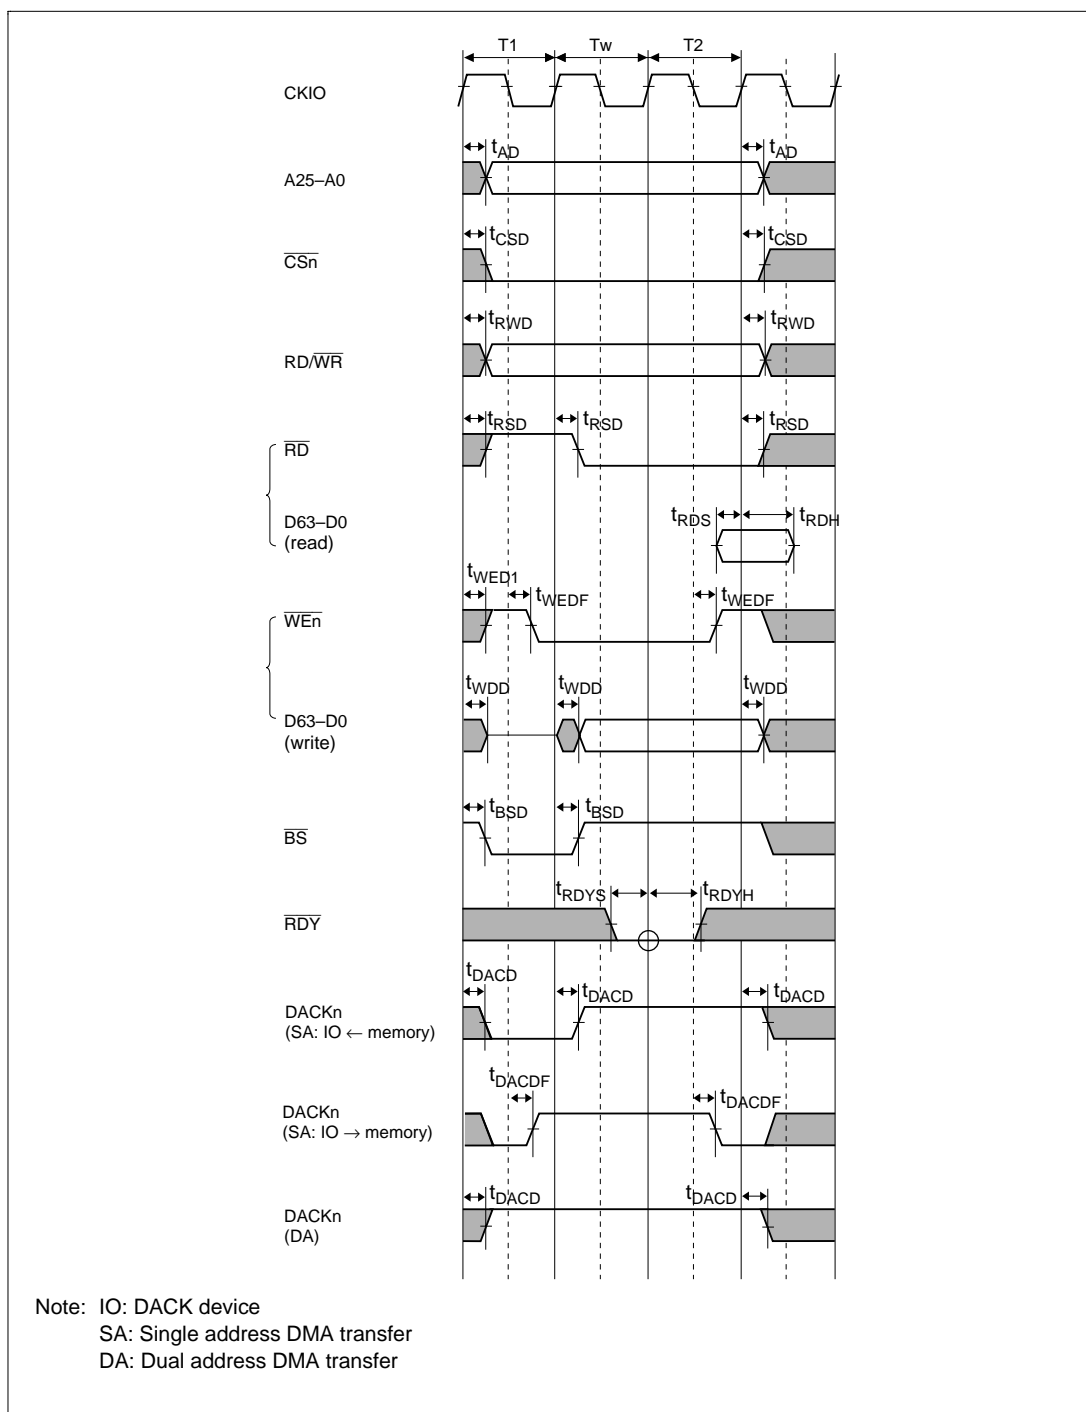 T1 Tw T2
CKIO
tAD tAD
A25–A0
tCSD tCSD
CSn
tRWD tRWD
RD/WR
tRSD tRSD tRSD
RD
tRDS tRDH
D63–D0
(read)
tWED1
tWEDF tWEDF
WEn
tWDD tWDD tWDD
D63–D0
(write)
tBSD tBSD
BS
tRDYS tRDYH
RDY
tDACD
tDACD tDACD
DACKn
(SA: IO ← memory)
tDACDF tDACDF
DACKn
(SA: IO → memory)
tDACD tDACD
DACKn
(DA)
Note: IO: DACK device
SA: Single address DMA transfer
DA: Dual address DMA transfer